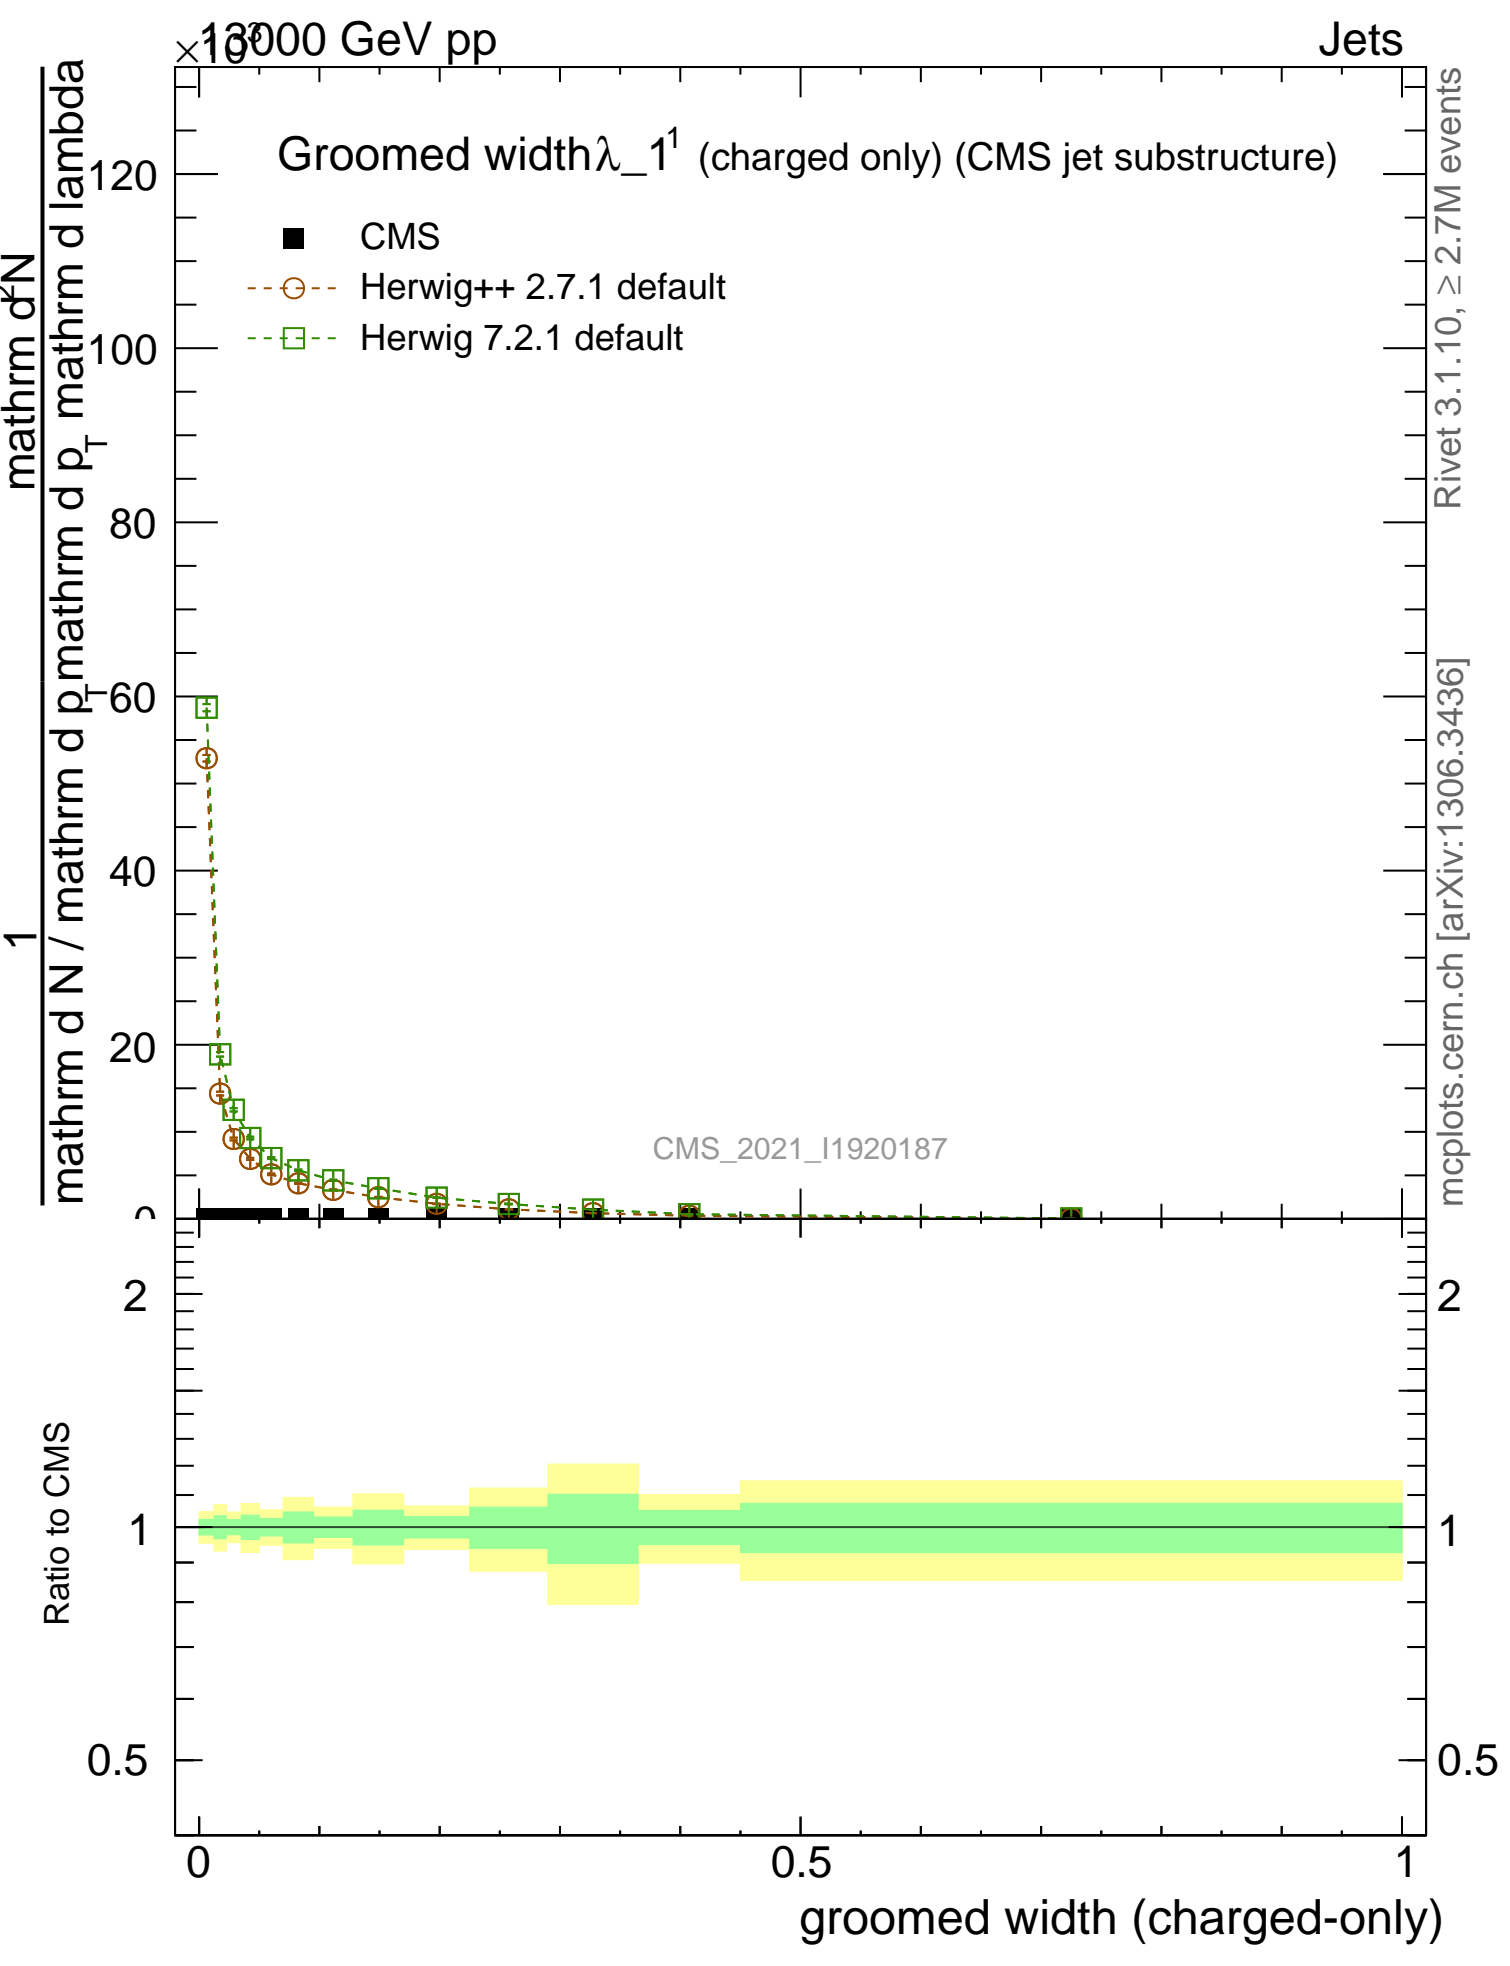 ×10³
13000 GeV pp
Jets
Groomed width λ_1¹ (charged only) (CMS jet substructure)
CMS
Herwig++ 2.7.1 default
Herwig 7.2.1 default
120
100
80
60
40
20
0
mathrm d²N
mathrm d p_T mathrm d lambda
1
mathrm d N / mathrm d p_T
CMS_2021_I1920187
Rivet 3.1.10, ≥ 2.7M events
mcplots.cern.ch [arXiv:1306.3436]
Ratio to CMS
2
1
0.5
2
1
0.5
0
0.5
1
groomed width (charged-only)